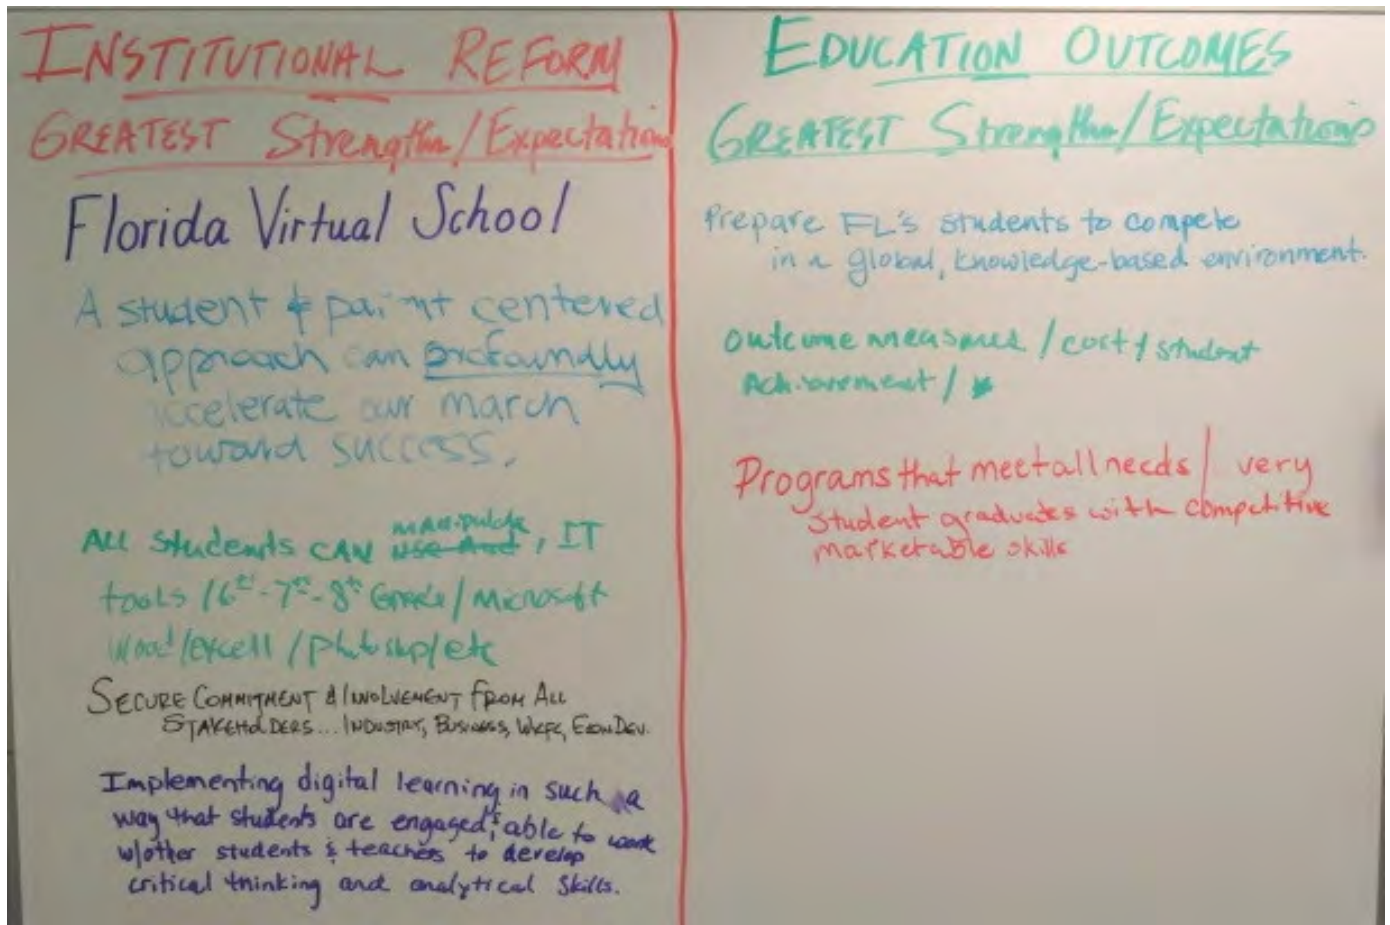 INSTITUTIONAL REFORM
GREATEST Strengths/Expectations
Florida Virtual School
A student & parent centered
approach can profoundly
accelerate our march
toward success.
ALL Students CAN manipulate, IT
tools /6th-7th-8th Grade/Microsoft
Word/excell/photoshop/etc
SECURE COMMITMENT & INVOLVEMENT FROM ALL
STAKEHOLDERS... INDUSTRY, BUSINESS, WKFC, ECON DEV.
Implementing digital learning in such a
way that students are engaged & able to work
w/other students & teachers to develop
critical thinking and analytical skills.
EDUCATION OUTCOMES
GREATEST Strengths/Expectations
Prepare FL's students to compete
in a global, knowledge-based environment.
Outcome measures / cost / student
Achievement /
Programs that meet all needs / very
student graduates with competitive
marketable skills